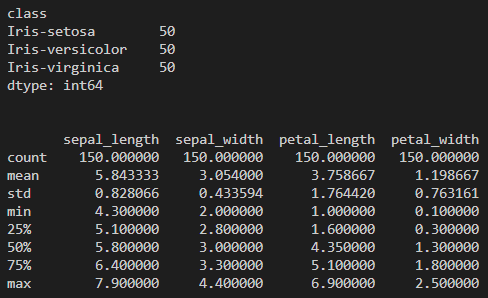 class
Iris-setosa        50
Iris-versicolor    50
Iris-virginica     50
dtype: int64
       sepal_length  sepal_width  petal_length  petal_width
count    150.000000   150.000000    150.000000   150.000000
mean       5.843333     3.054000      3.758667     1.198667
std        0.828066     0.433594      1.764420     0.763161
min        4.300000     2.000000      1.000000     0.100000
25%        5.100000     2.800000      1.600000     0.300000
50%        5.800000     3.000000      4.350000     1.300000
75%        6.400000     3.300000      5.100000     1.800000
max        7.900000     4.400000      6.900000     2.500000